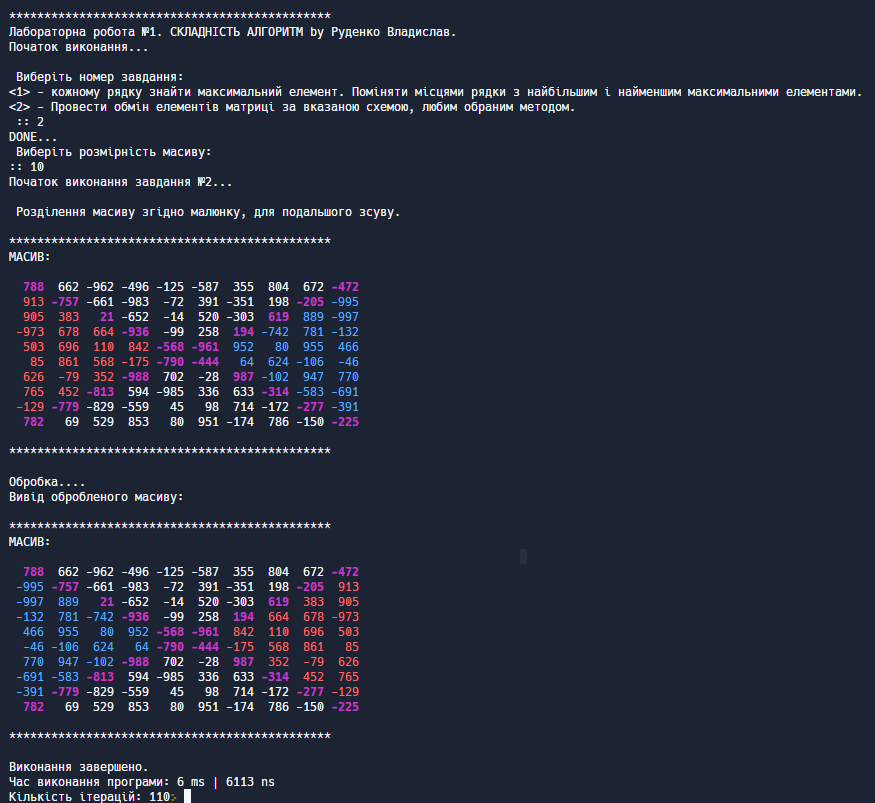 **********************************************
Лабораторна робота №1. СКЛАДНІСТЬ АЛГОРИТМ by Руденко Владислав.
Початок виконання...
Виберіть номер завдання:
<1> - кожному рядку знайти максимальний елемент. Поміняти місцями рядки з найбільшим і найменшим максимальними елементами.
<2> - Провести обмін елементів матриці за вказаною схемою, любим обраним методом.
:: 2
DONE...
Виберіть розмірність масиву:
:: 10
Початок виконання завдання №2...
Розділення масиву згідно малюнку, для подальшого зсуву.
**********************************************
МАСИВ:
788 662 -962 -496 -125 -587 355 804 672 -472
913 -757 -661 -983 -72 391 -351 198 -205 -995
905 383 21 -652 -14 520 -303 619 889 -997
-973 678 664 -936 -99 258 194 -742 781 -132
503 696 110 842 -568 -961 952 80 955 466
85 861 568 -175 -790 -444 64 624 -106 -46
626 -79 352 -988 702 -28 987 -102 947 770
765 452 -813 594 -985 336 633 -314 -583 -691
-129 -779 -829 -559 45 98 714 -172 -277 -391
782 69 529 853 80 951 -174 786 -150 -225
**********************************************
Обробка....
Вивід обробленого масиву:
**********************************************
МАСИВ:
788 662 -962 -496 -125 -587 355 804 672 -472
-995 -757 -661 -983 -72 391 -351 198 -205 913
-997 889 21 -652 -14 520 -303 619 383 905
-132 781 -742 -936 -99 258 194 664 678 -973
466 955 80 952 -568 -961 842 110 696 503
-46 -106 624 64 -790 -444 -175 568 861 85
770 947 -102 -988 702 -28 987 352 -79 626
-691 -583 -813 594 -985 336 633 -314 452 765
-391 -779 -829 -559 45 98 714 -172 -277 -129
782 69 529 853 80 951 -174 786 -150 -225
**********************************************
Виконання завершено.
Час виконання програми: 6 ms | 6113 ns
Кількість ітерацій: 110